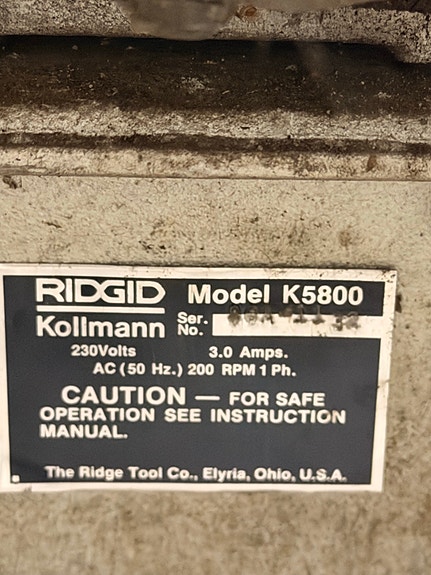 RIDGID Model K5800
Kollmann Ser. No.
230Volts 3.0 Amps.
AC (50 Hz.) 200 RPM 1 Ph.
CAUTION — FOR SAFE
OPERATION SEE INSTRUCTION
MANUAL.
The Ridge Tool Co., Elyria, Ohio, U.S.A.